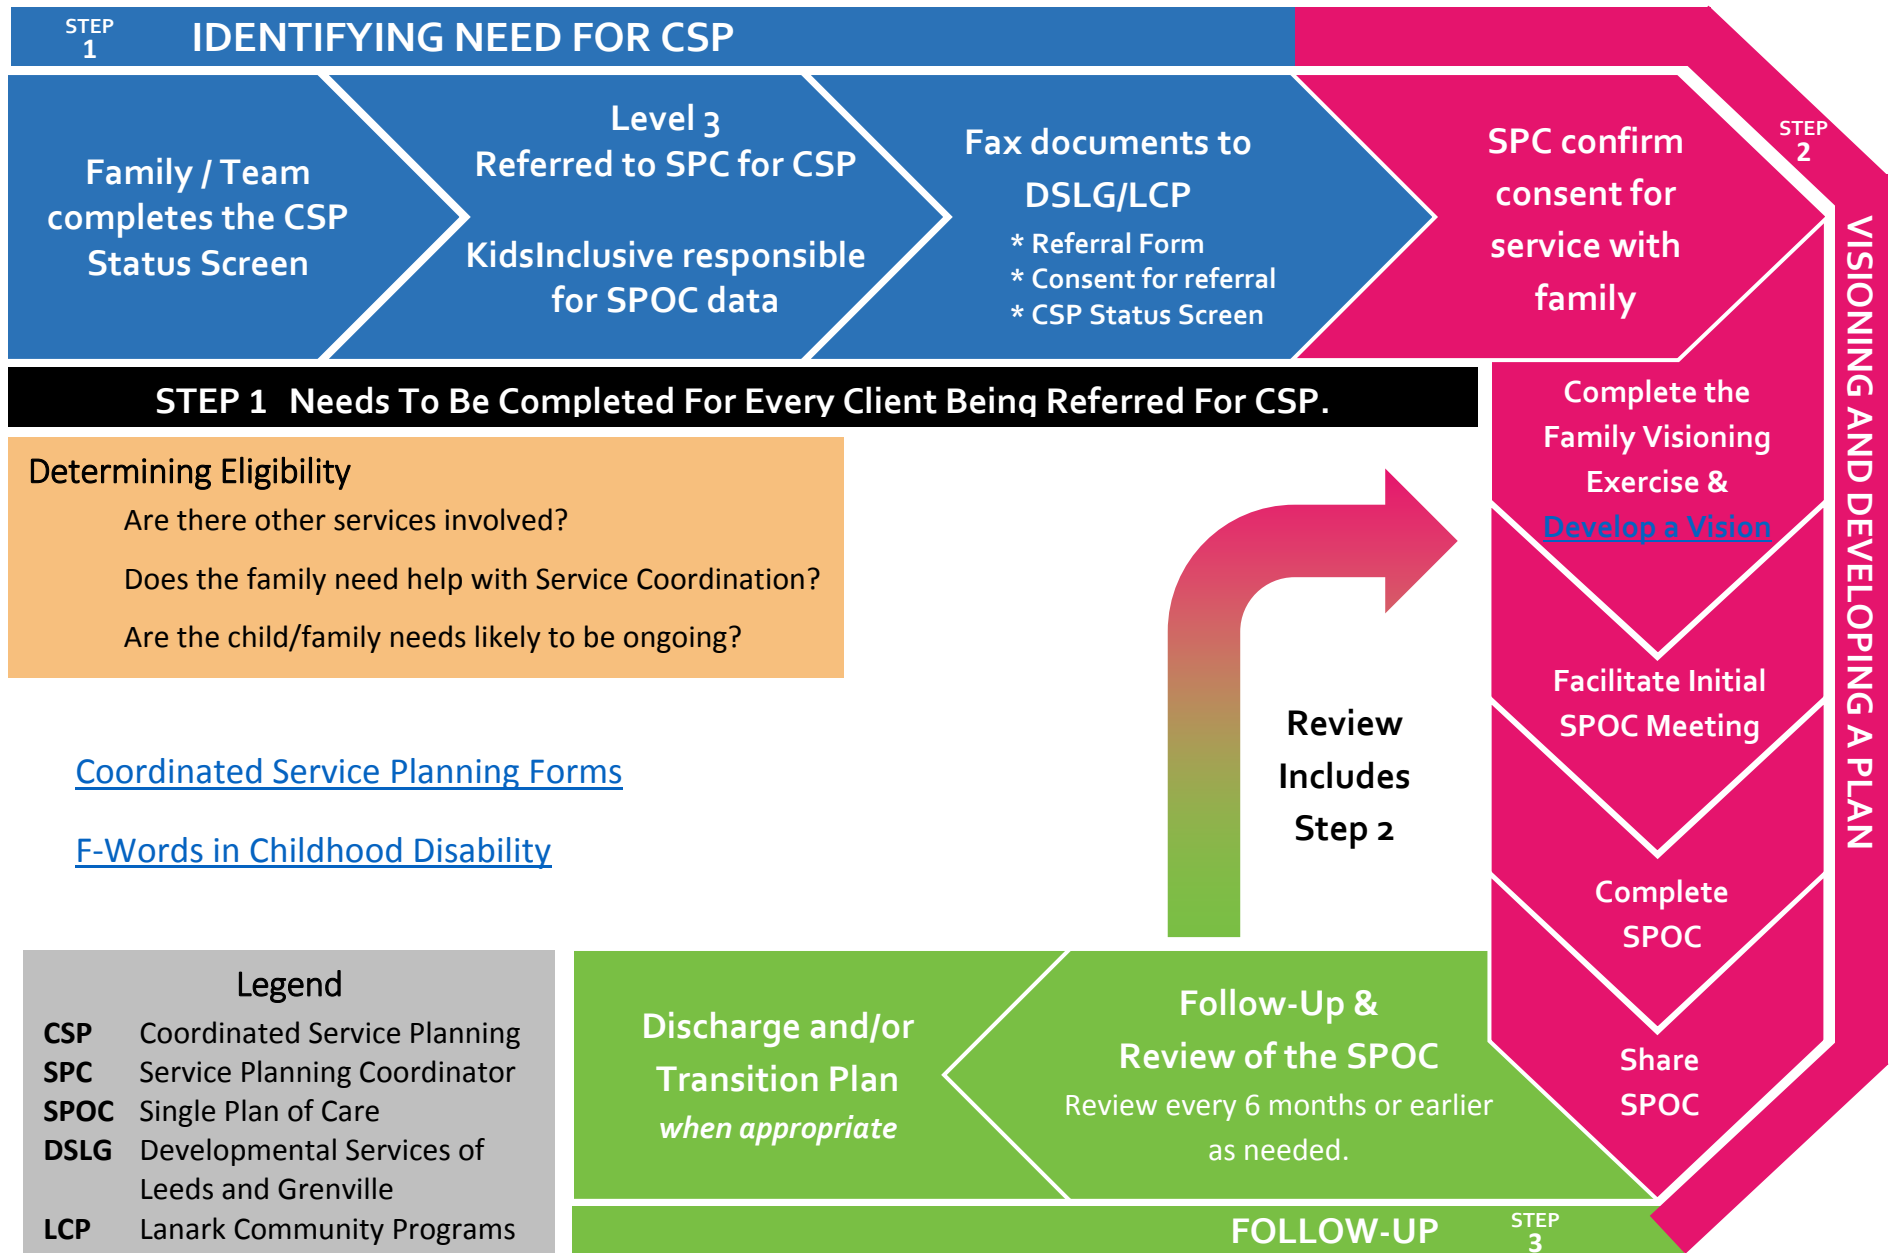 STEP
1
IDENTIFYING NEED FOR CSP
Family / Team
completes the CSP
Status Screen
Level 3
Referred to SPC for CSP
KidsInclusive responsible
for SPOC data
Fax documents to
DSLG/LCP
* Referral Form
* Consent for referral
* CSP Status Screen
SPC confirm
consent for
service with
family
STEP
2
VISIONING AND DEVELOPING A PLAN
STEP 1 Needs To Be Completed For Every Client Being Referred For CSP.
Complete the
Family Visioning
Exercise &
Develop a Vision
Facilitate Initial
SPOC Meeting
Complete
SPOC
Share
SPOC
Determining Eligibility
Are there other services involved?
Does the family need help with Service Coordination?
Are the child/family needs likely to be ongoing?
Coordinated Service Planning Forms
F-Words in Childhood Disability
Review
Includes
Step 2
Legend
CSP Coordinated Service Planning
SPC Service Planning Coordinator
SPOC Single Plan of Care
DSLG Developmental Services of
Leeds and Grenville
LCP Lanark Community Programs
Discharge and/or
Transition Plan
when appropriate
Follow-Up &
Review of the SPOC
Review every 6 months or earlier
as needed.
FOLLOW-UP
STEP
3